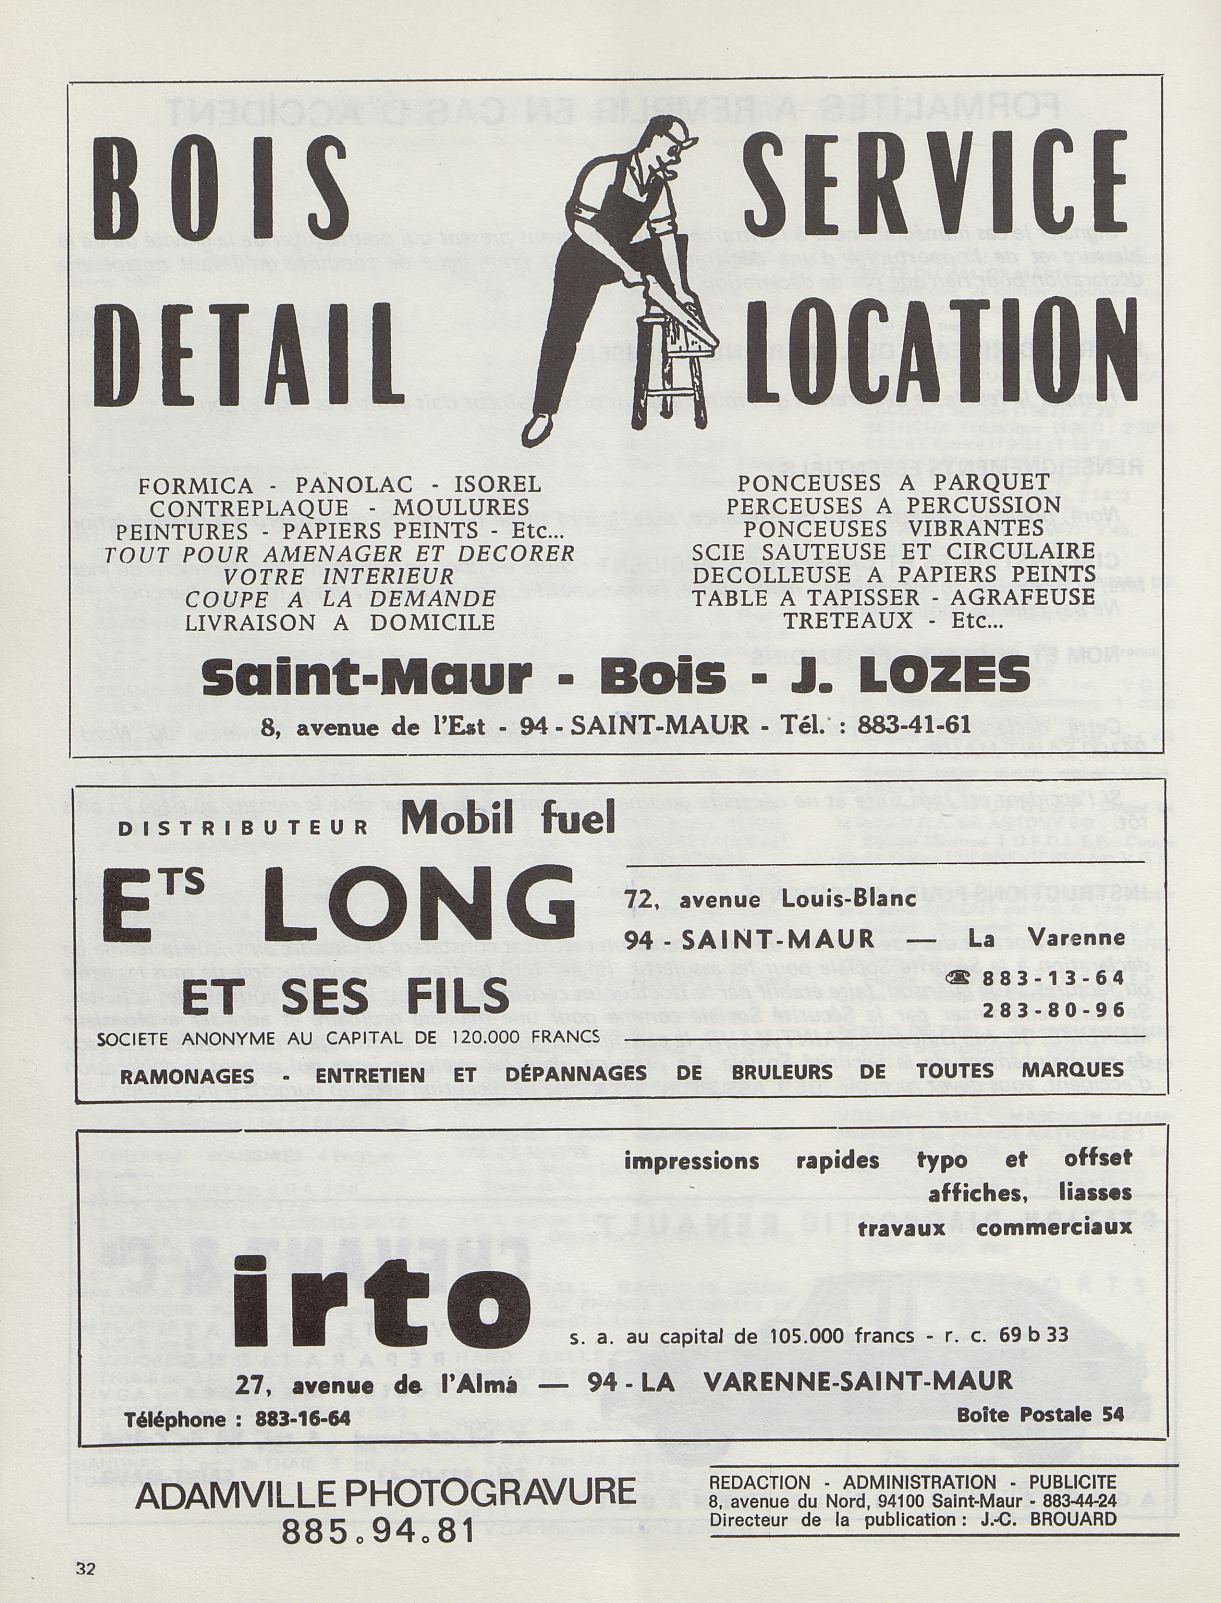 BOIS
DETAIL
SERVICE
LOCATION
FORMICA - PANOLAC - ISOREL
CONTREPLAQUE - MOULURES
PEINTURES - PAPIERS PEINTS - Etc...
TOUT POUR AMENAGER ET DECORER
VOTRE INTERIEUR
COUPE A LA DEMANDE
LIVRAISON A DOMICILE
PONCEUSES A PARQUET
PERCEUSES A PERCUSSION
PONCEUSES VIBRANTES
SCIE SAUTEUSE ET CIRCULAIRE
DECOLLEUSE A PAPIERS PEINTS
TABLE A TAPISSER - AGRAFEUSE
TRETEAUX - Etc...
Saint-Maur - Bois - J. LOZES
8, avenue de l'Est - 94 - SAINT-MAUR - Tél. : 883-41-61
DISTRIBUTEUR Mobil fuel
ETS LONG
ET SES FILS
SOCIETE ANONYME AU CAPITAL DE 120.000 FRANCS
72, avenue Louis-Blanc
94 - SAINT-MAUR - La Varenne
☎ 883-13-64
283-80-96
RAMONAGES - ENTRETIEN ET DÉPANNAGES DE BRULEURS DE TOUTES MARQUES
impressions rapides typo et offset
affiches, liasses
travaux commerciaux
irto
s. a. au capital de 105.000 francs - r. c. 69 b 33
27, avenue de l'Alma — 94 - LA VARENNE-SAINT-MAUR
Téléphone : 883-16-64
Boîte Postale 54
ADAMVILLE PHOTOGRAVURE
885.94.81
REDACTION - ADMINISTRATION - PUBLICITE
8, avenue du Nord, 94100 Saint-Maur - 883-44-24
Directeur de la publication : J.-C. BROUARD
32